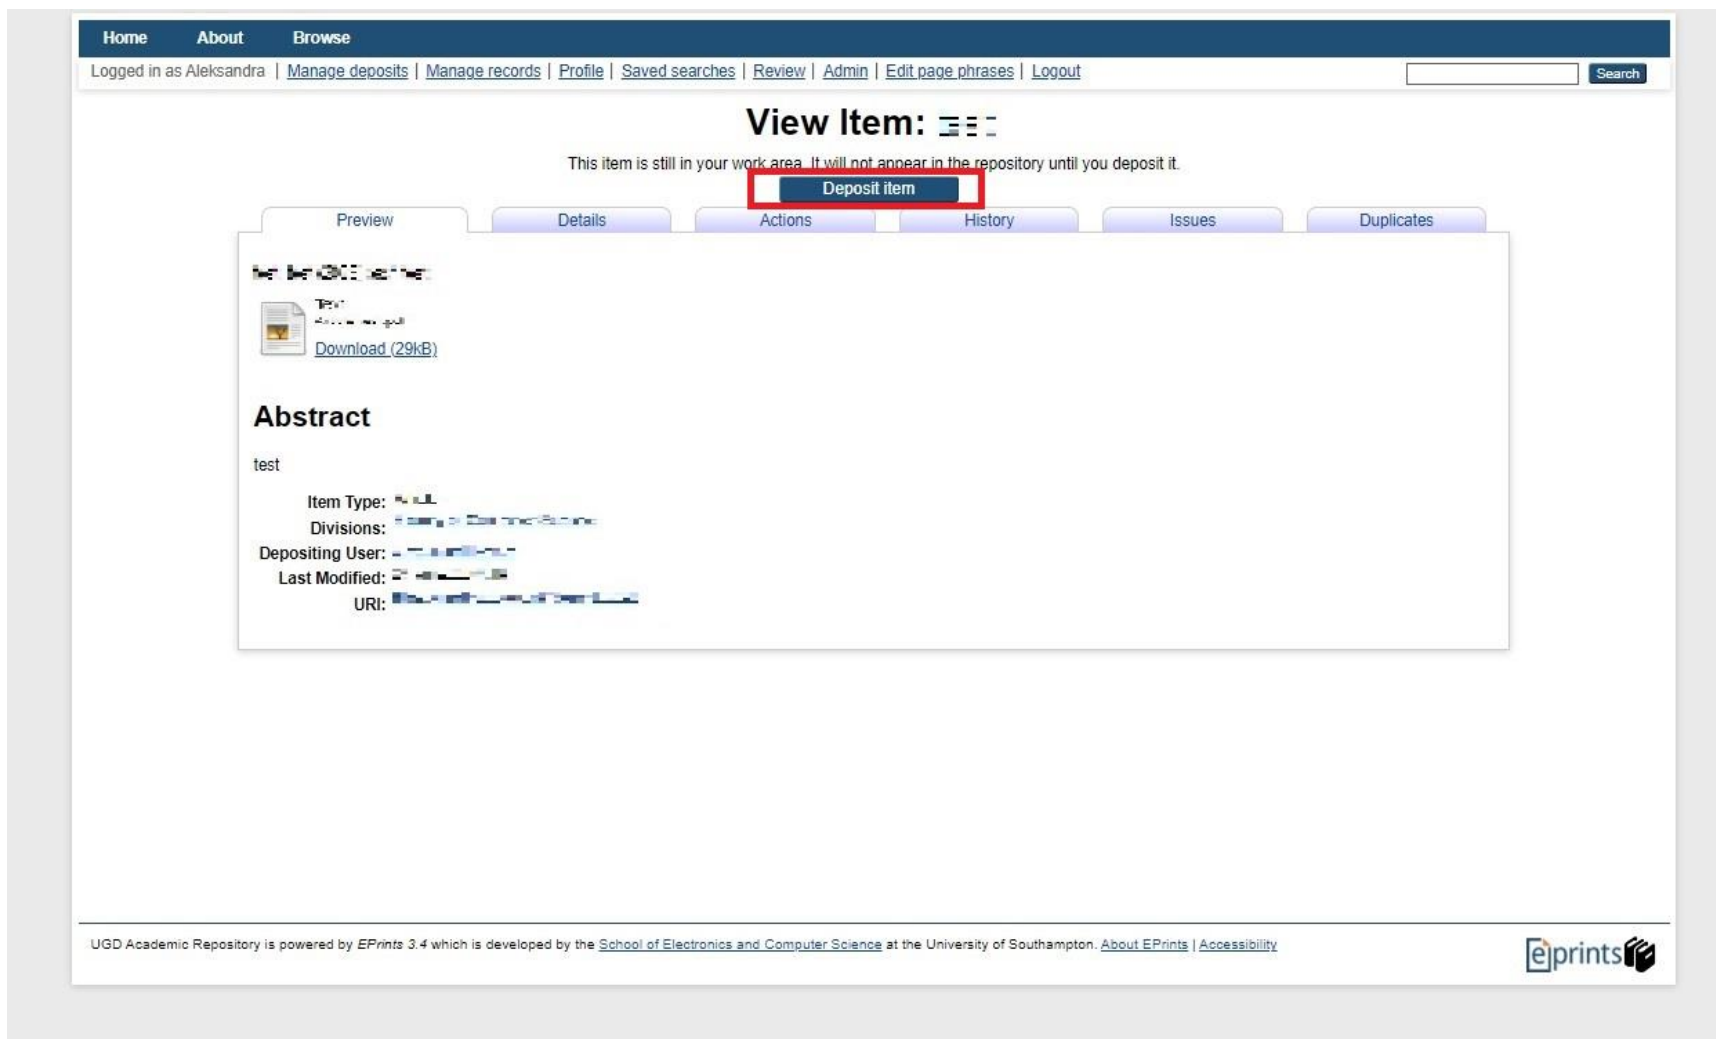 Home About Browse
Logged in as Aleksandra | Manage deposits | Manage records | Profile | Saved searches | Review | Admin | Edit page phrases | Logout Search
View Item:
This item is still in your work area. It will not appear in the repository until you deposit it.
Deposit item
Preview Details Actions History Issues Duplicates
Download (29kB)
Abstract
test
Item Type:
Divisions:
Depositing User:
Last Modified:
URI:
UGD Academic Repository is powered by EPrints 3.4 which is developed by the School of Electronics and Computer Science at the University of Southampton. About EPrints | Accessibility
eprints